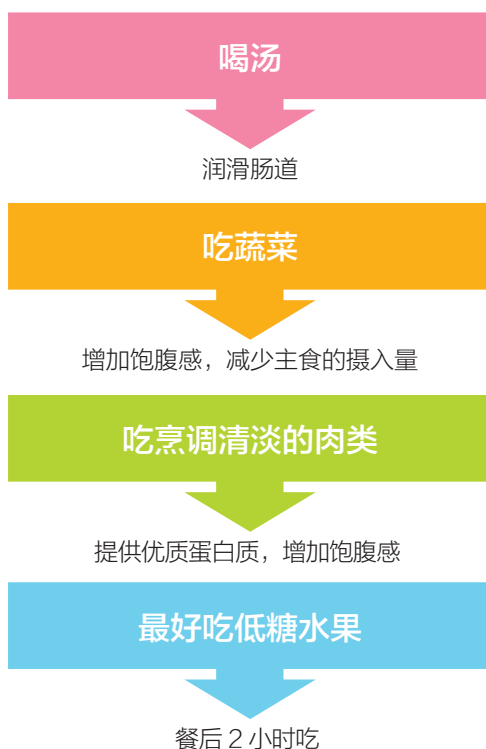 喝汤
润滑肠道
吃蔬菜
增加饱腹感，减少主食的摄入量
吃烹调清淡的肉类
提供优质蛋白质，增加饱腹感
最好吃低糖水果
餐后 2 小时吃